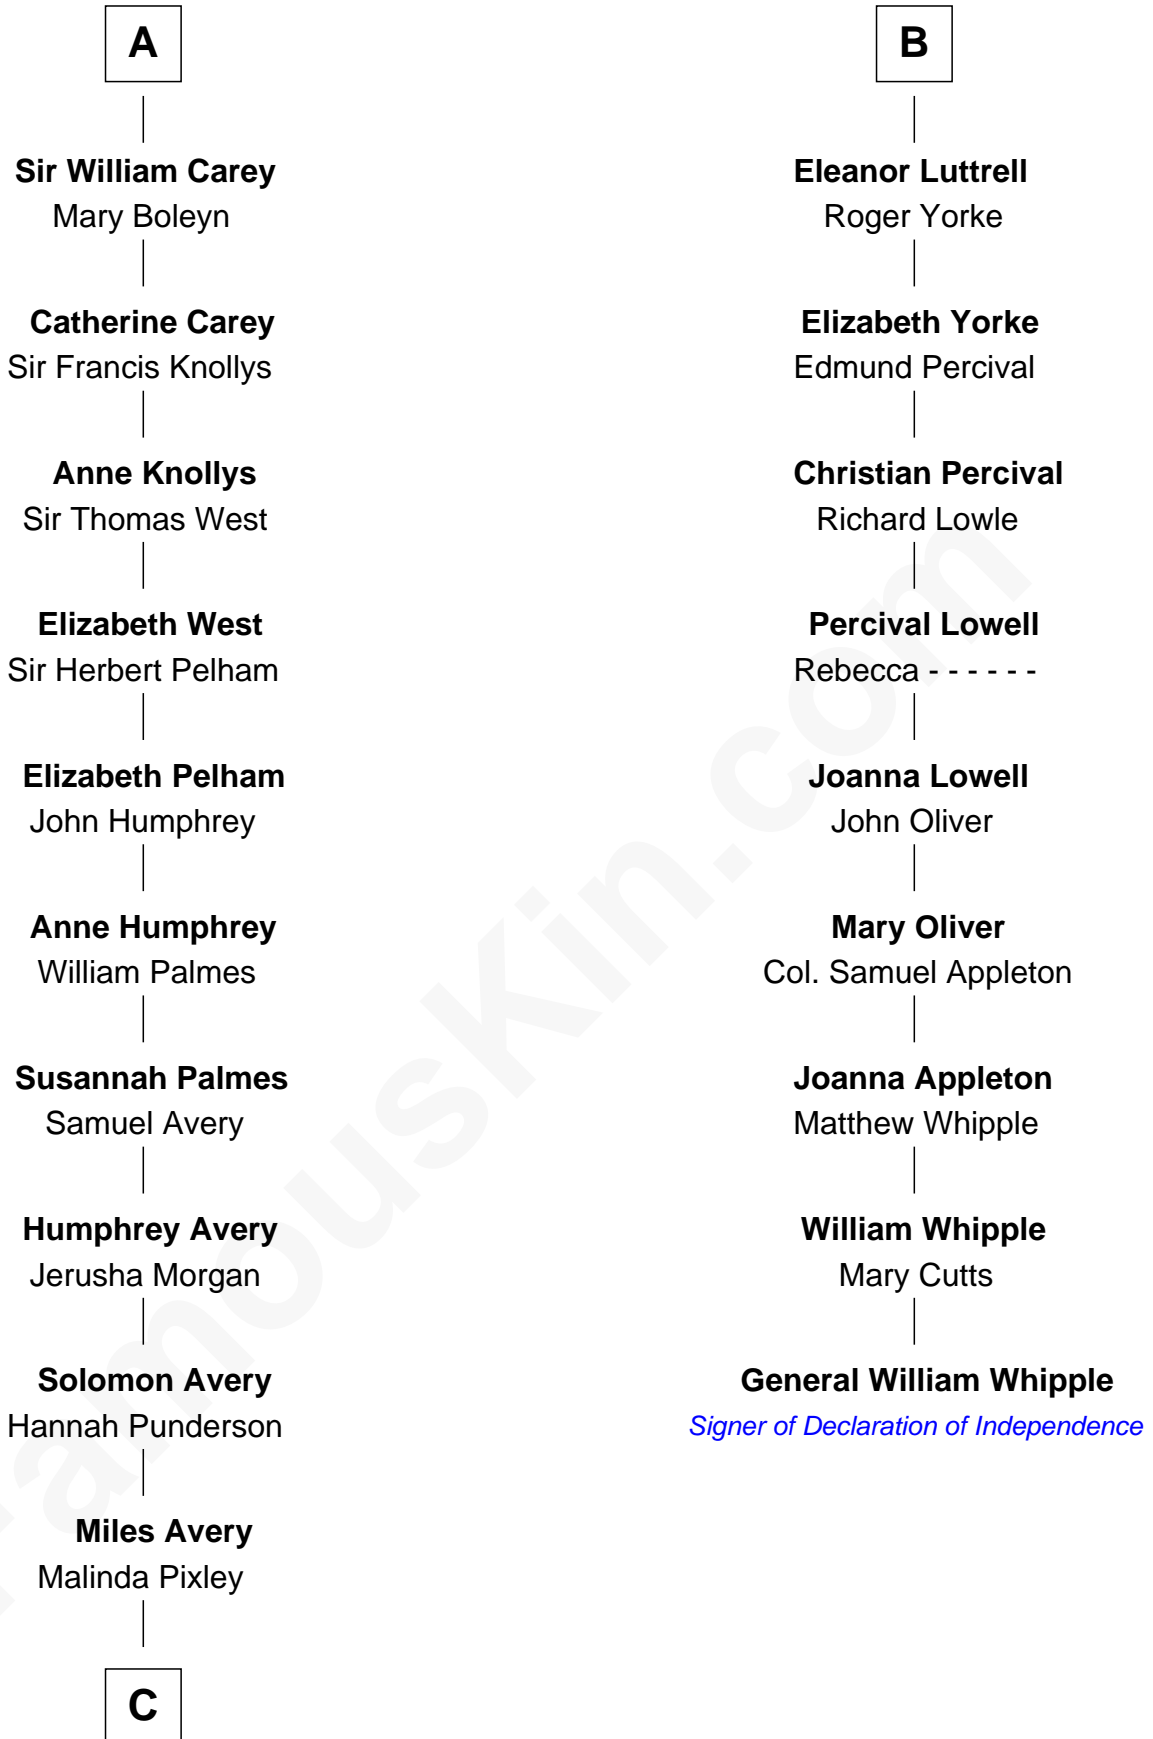 A
Sir William Carey
Mary Boleyn
Catherine Carey
Sir Francis Knollys
Anne Knollys
Sir Thomas West
Elizabeth West
Sir Herbert Pelham
Elizabeth Pelham
John Humphrey
Anne Humphrey
William Palmes
Susannah Palmes
Samuel Avery
Humphrey Avery
Jerusha Morgan
Solomon Avery
Hannah Punderson
Miles Avery
Malinda Pixley
C
B
Eleanor Luttrell
Roger Yorke
Elizabeth Yorke
Edmund Percival
Christian Percival
Richard Lowle
Percival Lowell
Rebecca - - - - - -
Joanna Lowell
John Oliver
Mary Oliver
Col. Samuel Appleton
Joanna Appleton
Matthew Whipple
William Whipple
Mary Cutts
General William Whipple
Signer of Declaration of Independence
FamousKin.com